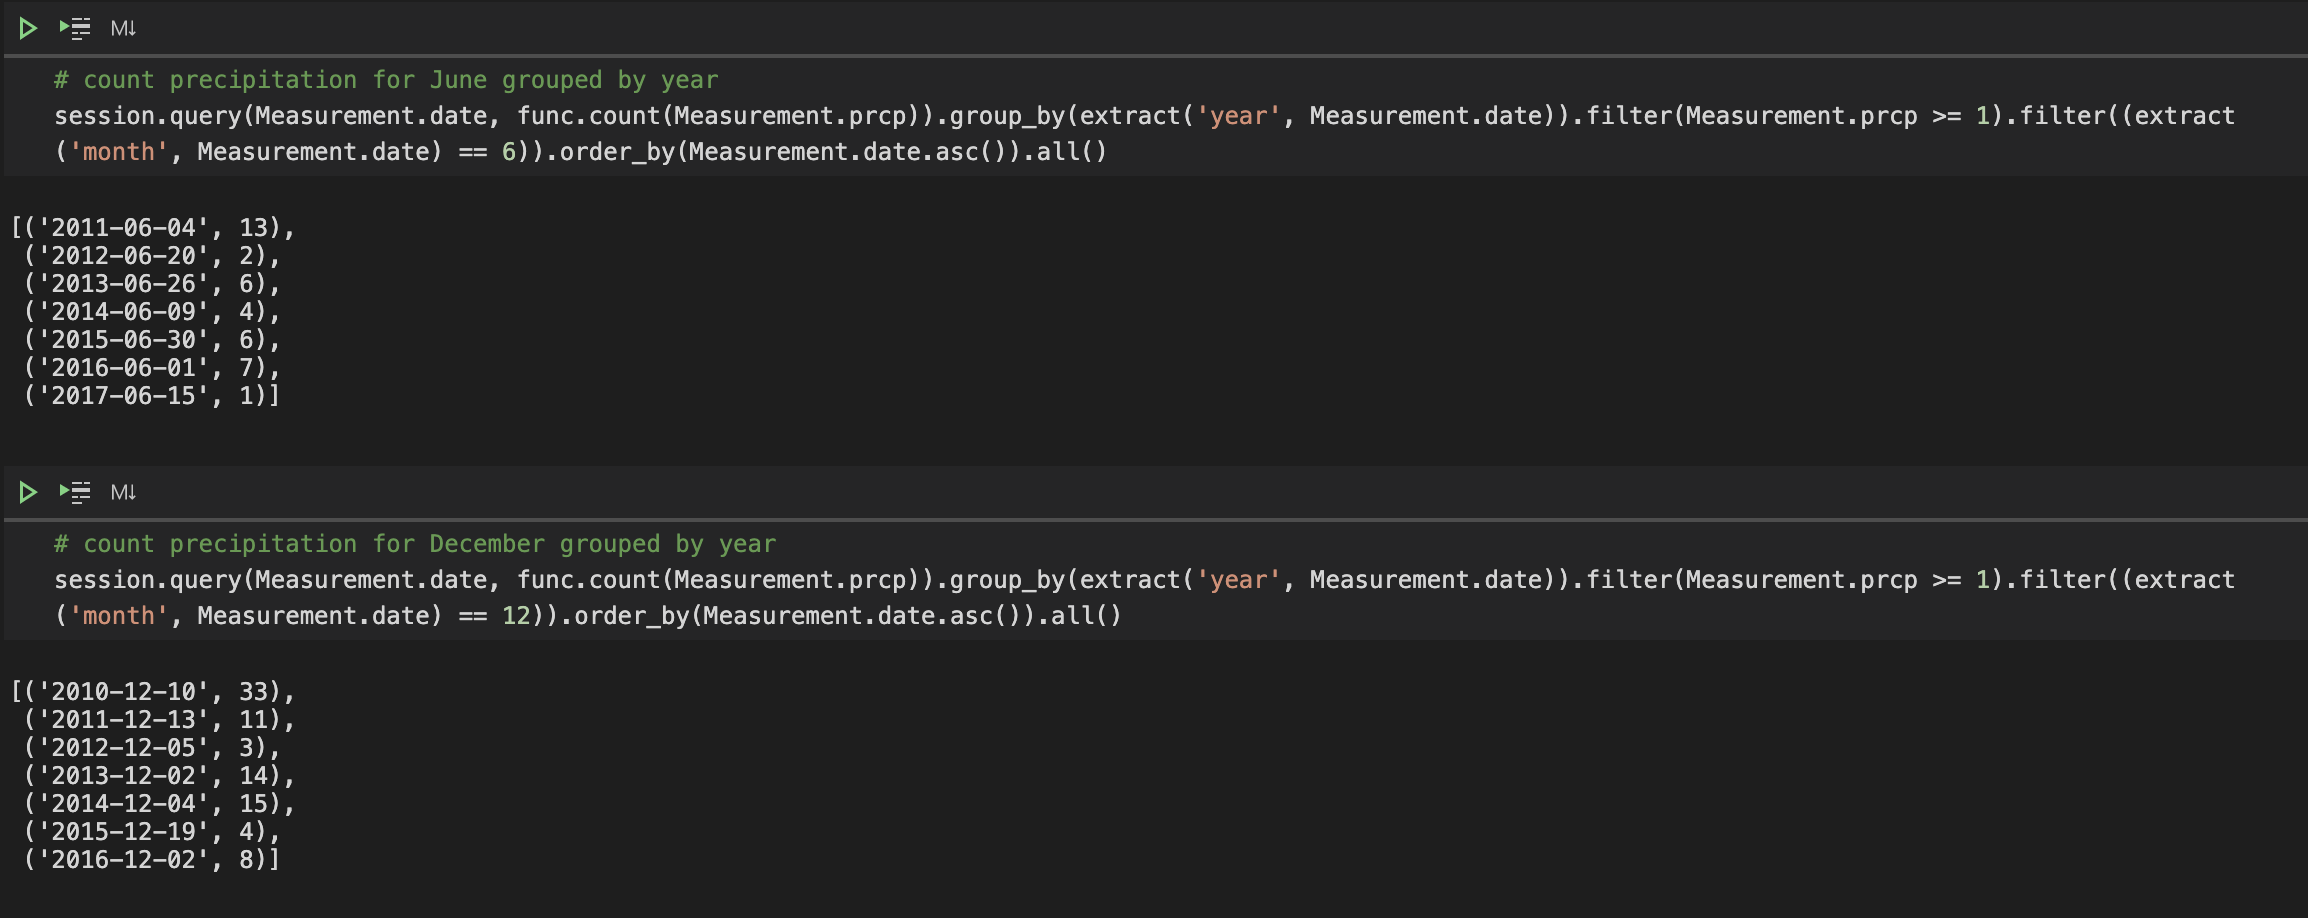 M↓
# count precipitation for June grouped by year
session.query(Measurement.date, func.count(Measurement.prcp)).group_by(extract('year', Measurement.date)).filter(Measurement.prcp >= 1).filter((extract
('month', Measurement.date) == 6)).order_by(Measurement.date.asc()).all()
[('2011-06-04', 13),
('2012-06-20', 2),
('2013-06-26', 6),
('2014-06-09', 4),
('2015-06-30', 6),
('2016-06-01', 7),
('2017-06-15', 1)]
M↓
# count precipitation for December grouped by year
session.query(Measurement.date, func.count(Measurement.prcp)).group_by(extract('year', Measurement.date)).filter(Measurement.prcp >= 1).filter((extract
('month', Measurement.date) == 12)).order_by(Measurement.date.asc()).all()
[('2010-12-10', 33),
('2011-12-13', 11),
('2012-12-05', 3),
('2013-12-02', 14),
('2014-12-04', 15),
('2015-12-19', 4),
('2016-12-02', 8)]